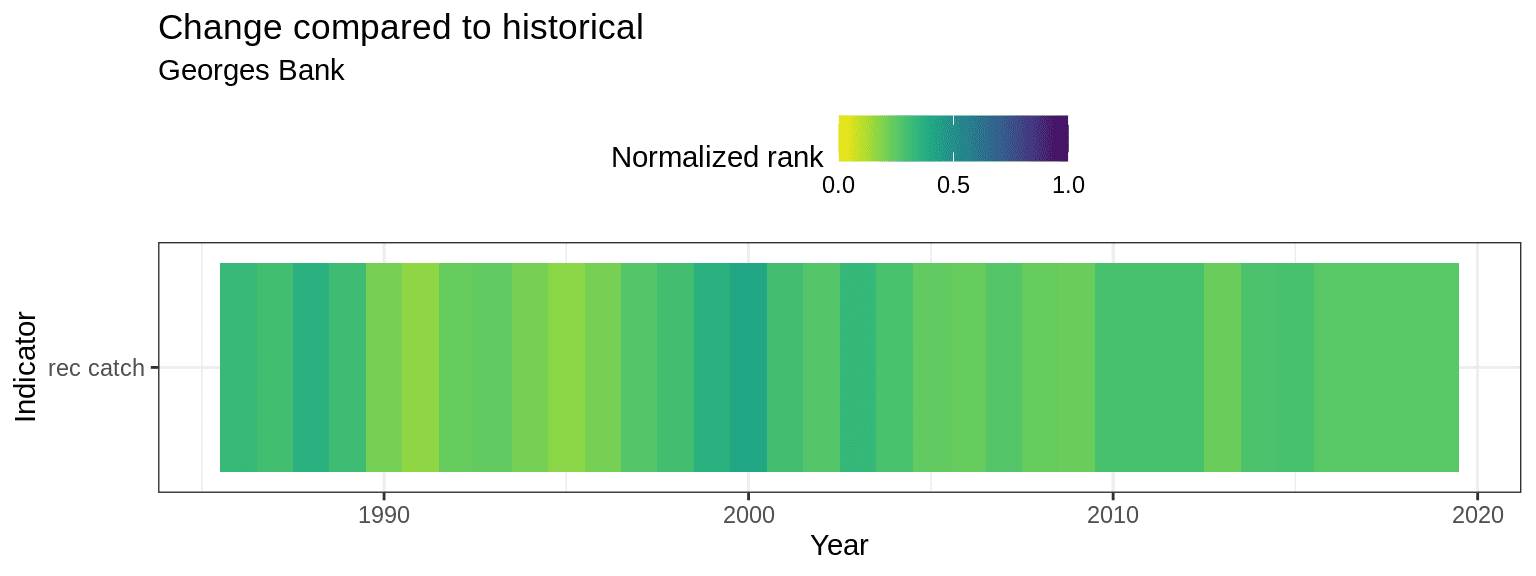 Change compared to historical
Georges Bank
Normalized rank
0.0 0.5 1.0
Indicator
rec catch
1990 2000 2010 2020
Year